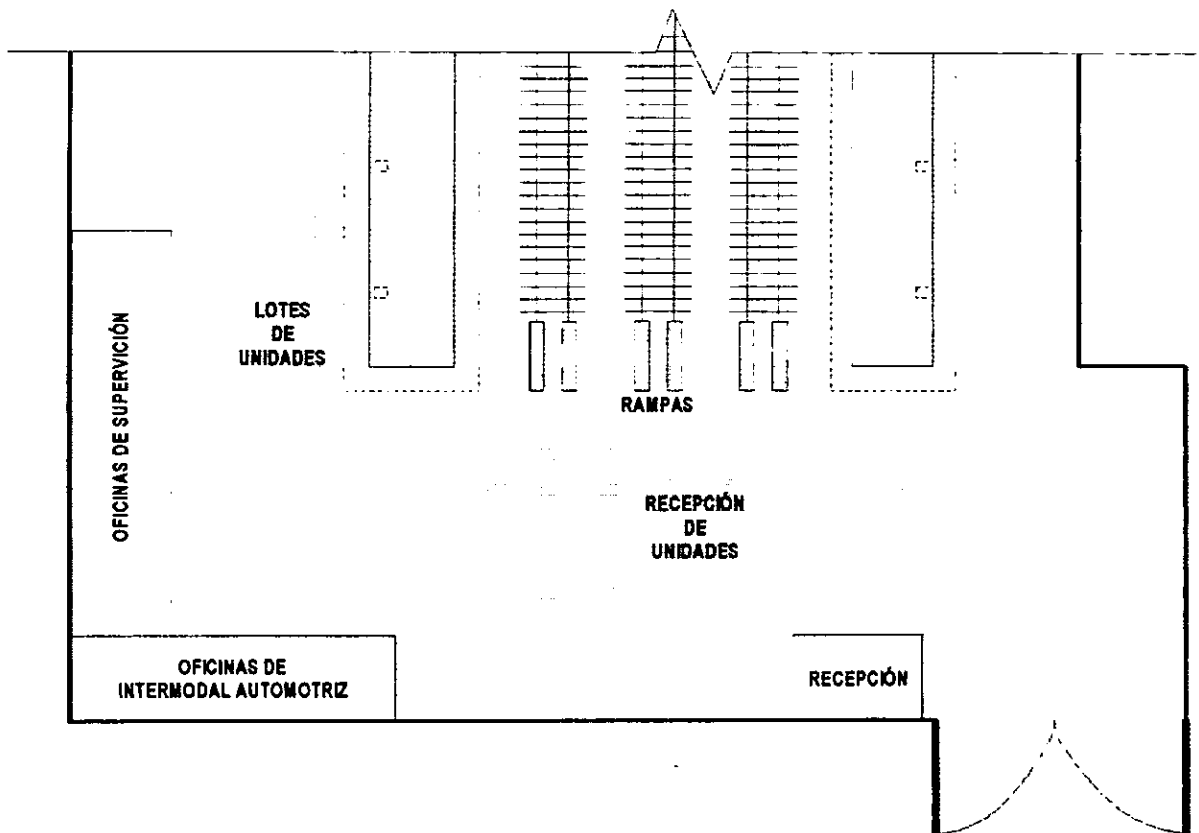 LOTES
DE
UNIDADES
OFICINAS DE SUPERVICIÓN
RAMPAS
RECEPCIÓN
DE
UNIDADES
OFICINAS DE
INTERMODAL AUTOMOTRIZ
RECEPCIÓN